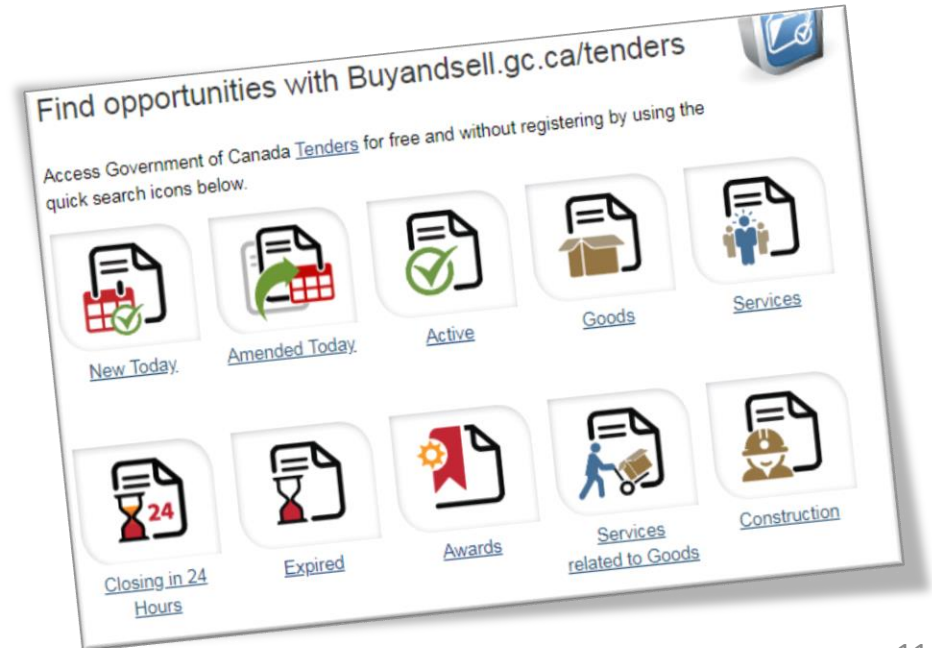 Find opportunities with Buyandsell.gc.ca/tenders
Access Government of Canada Tenders for free and without registering by using the
quick search icons below.
New Today
Amended Today
Active
Goods
Services
24
Closing in 24
Hours
Expired
Awards
Services
related to Goods
Construction
11